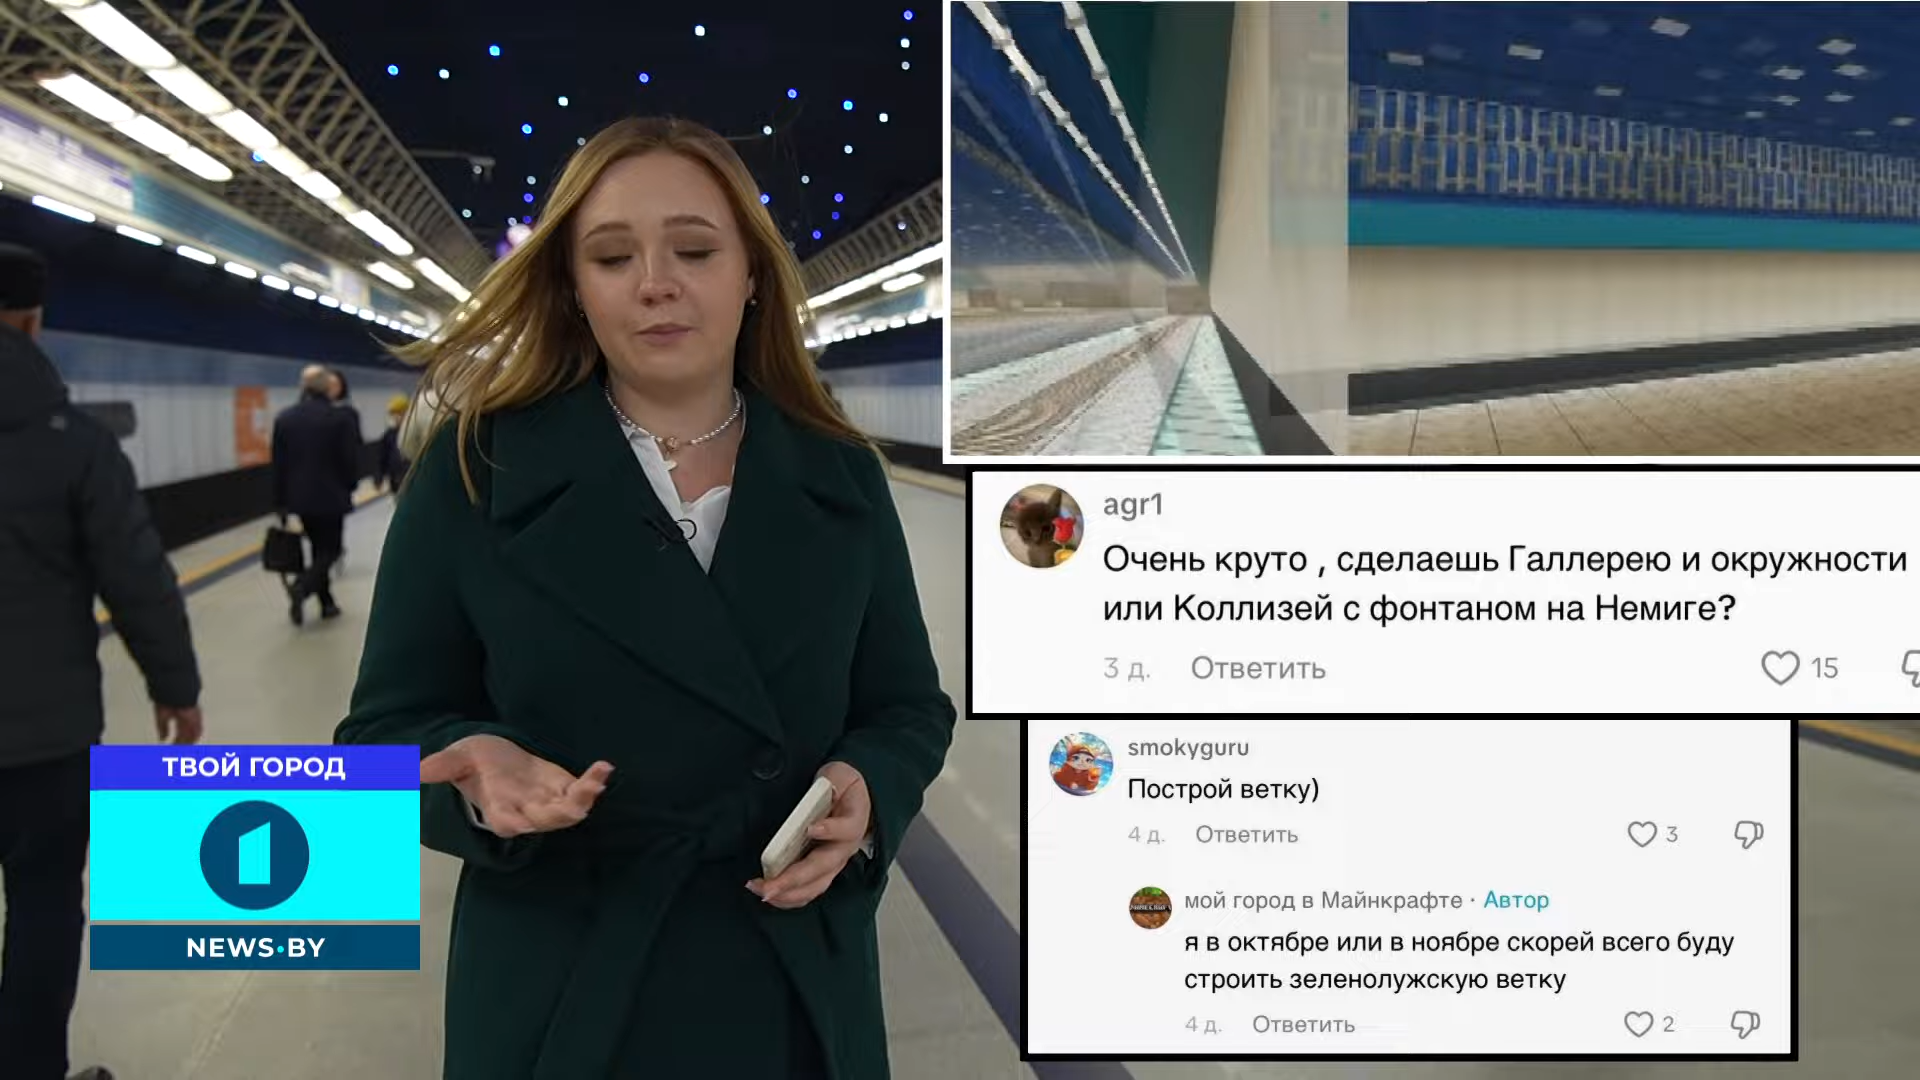 agr1
Очень круто , сделаешь Галлерею и окружности
или Коллизей с фонтаном на Немиге?
3 д. Ответить 15
smokyguru
Построй ветку)
4 д. Ответить 3
мой город в Майнкрафте · Автор
я в октябре или в ноябре скорей всего буду
строить зеленолужскую ветку
4 д. Ответить 2
ТВОЙ ГОРОД
1
NEWS•BY